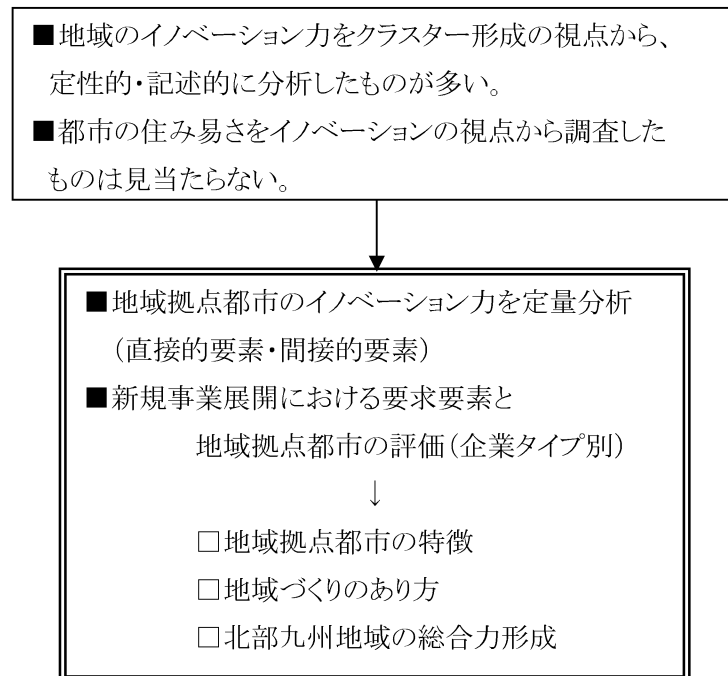 ■地域のイノベーション力をクラスター形成の視点から、
定性的・記述的に分析したものが多い。
■都市の住み易さをイノベーションの視点から調査した
ものは見当たらない。
■地域拠点都市のイノベーション力を定量分析
（直接的要素・間接的要素）
■新規事業展開における要求要素と
地域拠点都市の評価（企業タイプ別）
↓
□地域拠点都市の特徴
□地域づくりのあり方
□北部九州地域の総合力形成